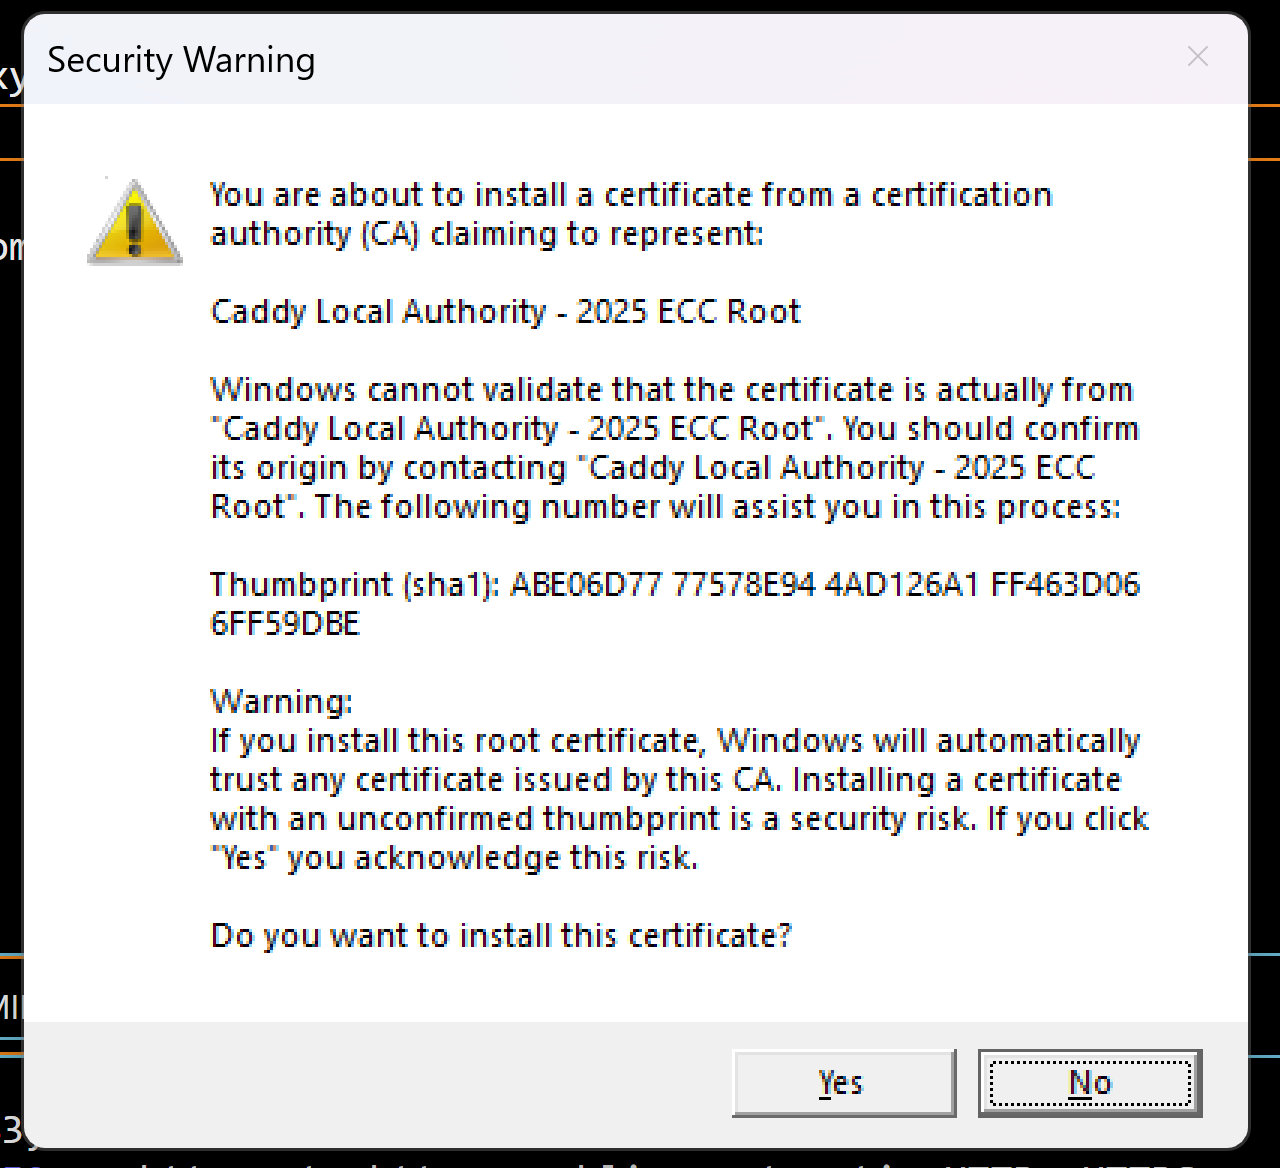 Security Warning
You are about to install a certificate from a certification
authority (CA) claiming to represent:
Caddy Local Authority - 2025 ECC Root
Windows cannot validate that the certificate is actually from
"Caddy Local Authority - 2025 ECC Root". You should confirm
its origin by contacting "Caddy Local Authority - 2025 ECC
Root". The following number will assist you in this process:
Thumbprint (sha1): ABE06D77 77578E94 4AD126A1 FF463D06
6FF59DBE
Warning:
If you install this root certificate, Windows will automatically
trust any certificate issued by this CA. Installing a certificate
with an unconfirmed thumbprint is a security risk. If you click
"Yes" you acknowledge this risk.
Do you want to install this certificate?
Yes No